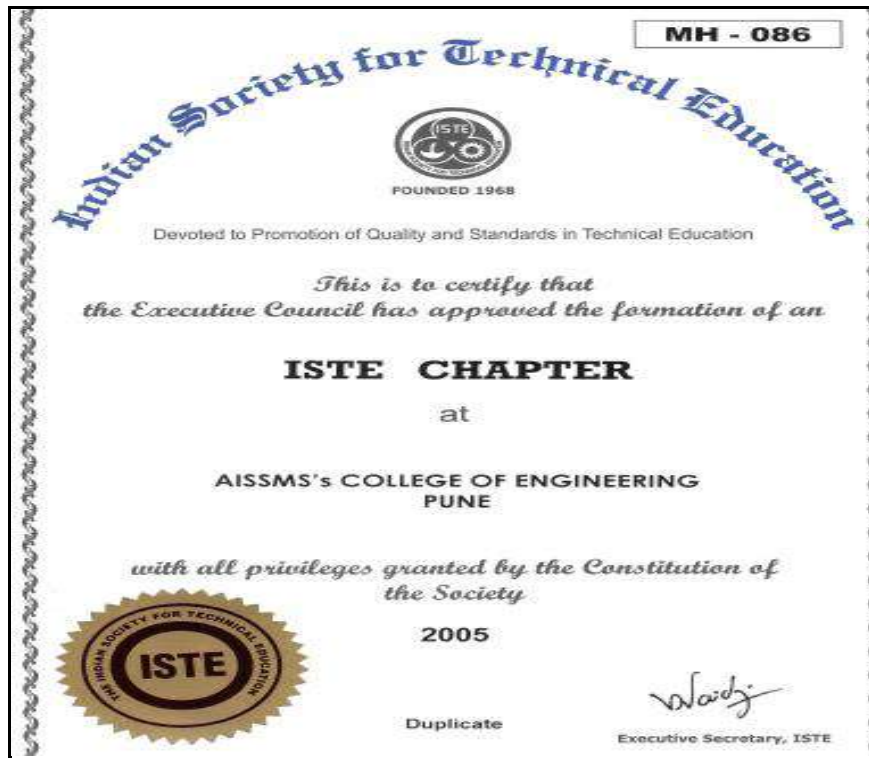 MH - 086
Indian Society for Technical Education
ISTE
FOUNDED 1968
Devoted to Promotion of Quality and Standards in Technical Education
This is to certify that
the Executive Council has approved the formation of an
ISTE CHAPTER
at
AISSMS's COLLEGE OF ENGINEERING
PUNE
with all privileges granted by the Constitution of
the Society
2005
THE INDIAN SOCIETY FOR TECHNICAL EDUCATION
ISTE
Duplicate
Executive Secretary, ISTE